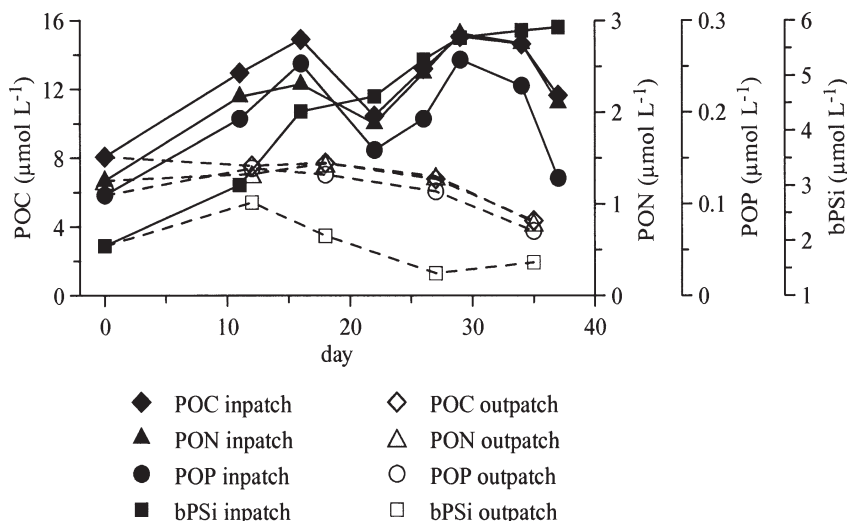 16
12
8
4
0
POC (µmol L⁻¹)
0
10
20
30
40
day
3
2
1
0
PON (µmol L⁻¹)
0.3
0.2
0.1
0
POP (µmol L⁻¹)
6
5
4
3
2
1
bPSi (µmol L⁻¹)
POC inpatch
POC outpatch
PON inpatch
PON outpatch
POP inpatch
POP outpatch
bPSi inpatch
bPSi outpatch